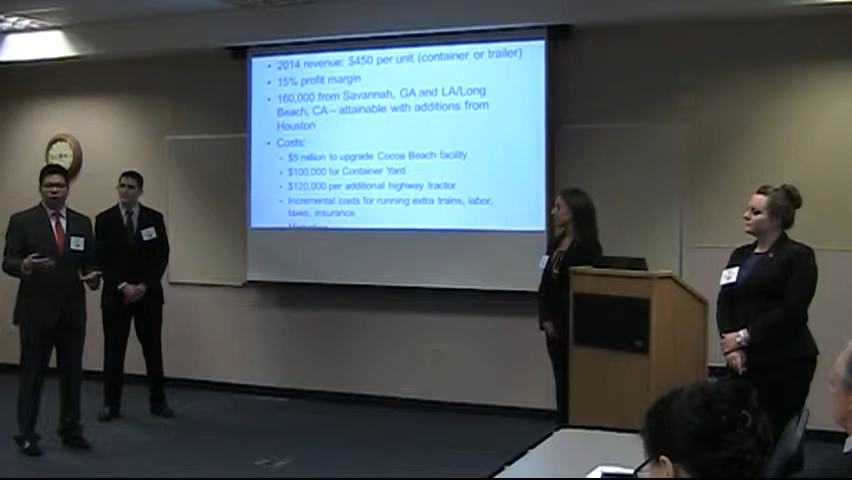 2014 revenue: $450 per unit (container or trailer)
15% profit margin
160,000 from Savannah, GA and LA/Long
Beach, CA – attainable with additions from
Houston
Costs:
$5 million to upgrade Cocoa Beach facility
$100,000 for Container Yard
$120,000 per additional highway tractor
Incremental costs for running extra trains, labor,
taxes, insurance